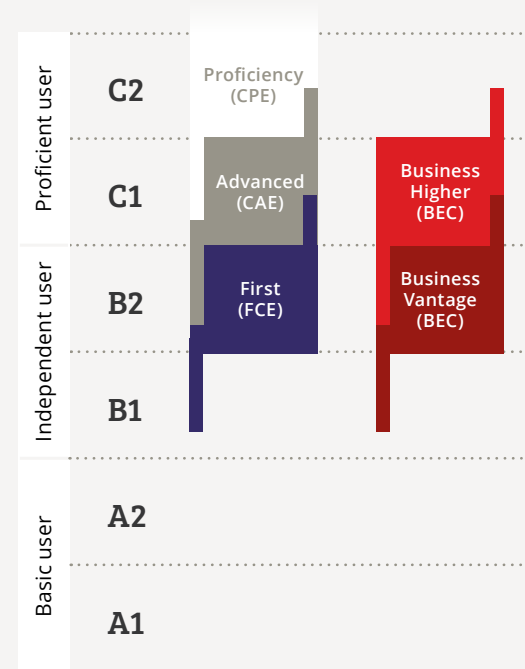 Proficient user
Independent user
Basic user
C2
C1
B2
B1
A2
A1
Proficiency
(CPE)
Advanced
(CAE)
First
(FCE)
Business
Higher
(BEC)
Business
Vantage
(BEC)